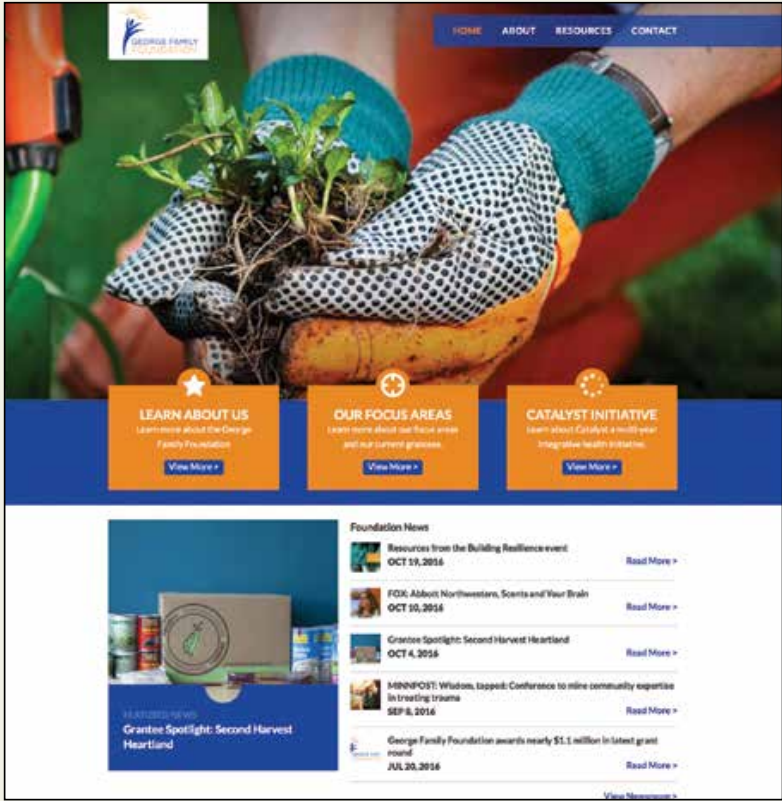 GEORGE FAMILY
FOUNDATION
HOME ABOUT RESOURCES CONTACT
LEARN ABOUT US
Learn more about the George
Family Foundation
View More >
OUR FOCUS AREAS
Learn more about our focus areas
and our current grantees.
View More >
CATALYST INITIATIVE
Learn about Catalyst a multi-year
integrative health initiative.
View More >
FEATURED NEWS
Grantee Spotlight: Second Harvest
Heartland
Foundation News
Resources from the Building Resilience event
OCT 19, 2016
Read More >
FOX: Abbott Northwestern, Scents and Your Brain
OCT 10, 2016
Read More >
Grantee Spotlight: Second Harvest Heartland
OCT 4, 2016
Read More >
MINNPOST: Wisdom, tapped: Conference to mine community expertise
in treating trauma
SEP 8, 2016
Read More >
George Family Foundation awards nearly $1.1 million in latest grant
round
JUL 20, 2016
Read More >
View Newsroom >